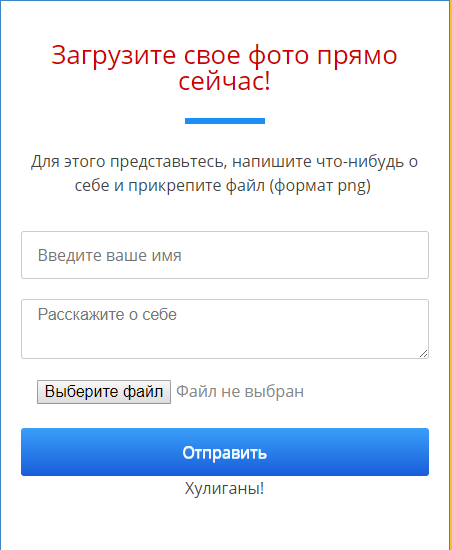 Загрузите свое фото прямо
сейчас!
Для этого представьтесь, напишите что-нибудь о
себе и прикрепите файл (формат png)
Введите ваше имя
Расскажите о себе
Выберите файл Файл не выбран
Отправить
Хулиганы!